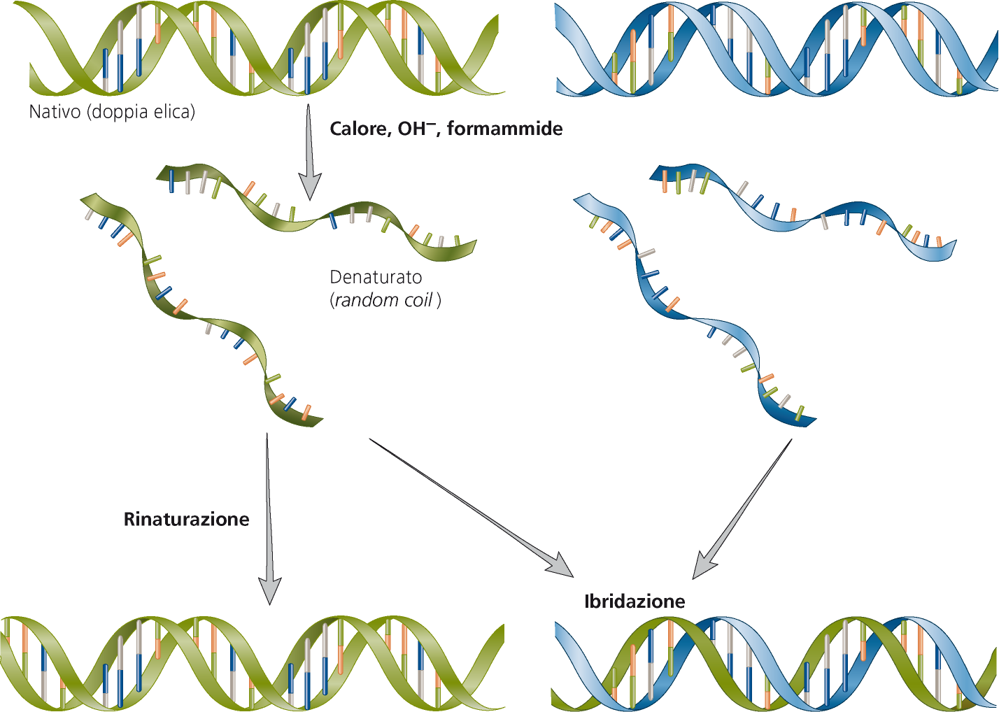 Nativo (doppia elica)
Calore, OH⁻, formammide
Denaturato
(random coil)
Rinaturazione
Ibridazione